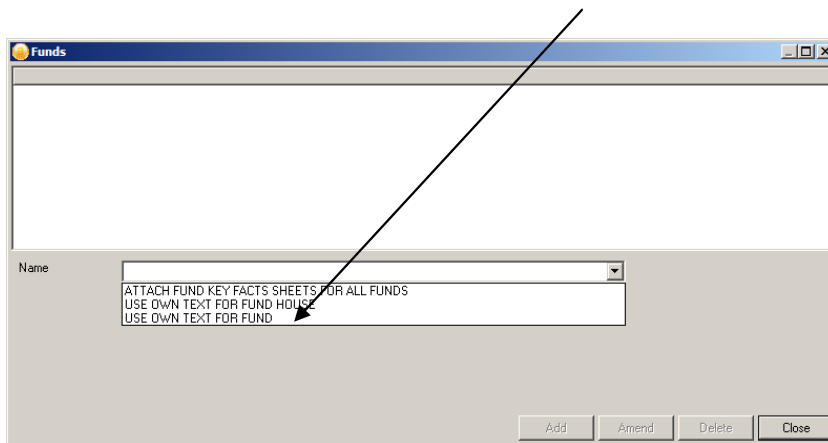 Funds
Name
ATTACH FUND KEY FACTS SHEETS FOR ALL FUNDS
USE OWN TEXT FOR FUND HOUSE
USE OWN TEXT FOR FUND
Add Amend Delete Close